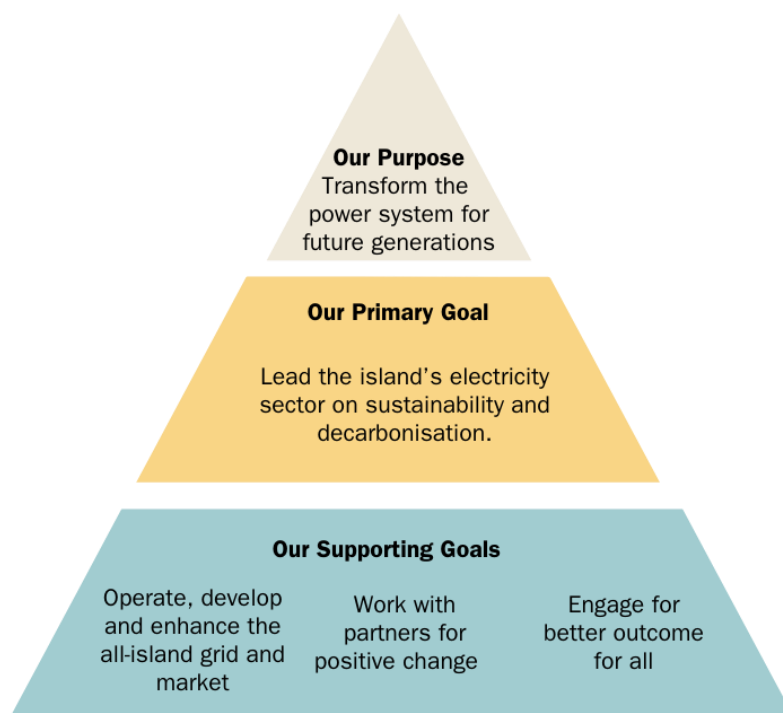 Our Purpose
Transform the
power system for
future generations
Our Primary Goal
Lead the island's electricity
sector on sustainability and
decarbonisation.
Our Supporting Goals
Operate, develop
and enhance the
all-island grid and
market
Work with
partners for
positive change
Engage for
better outcome
for all